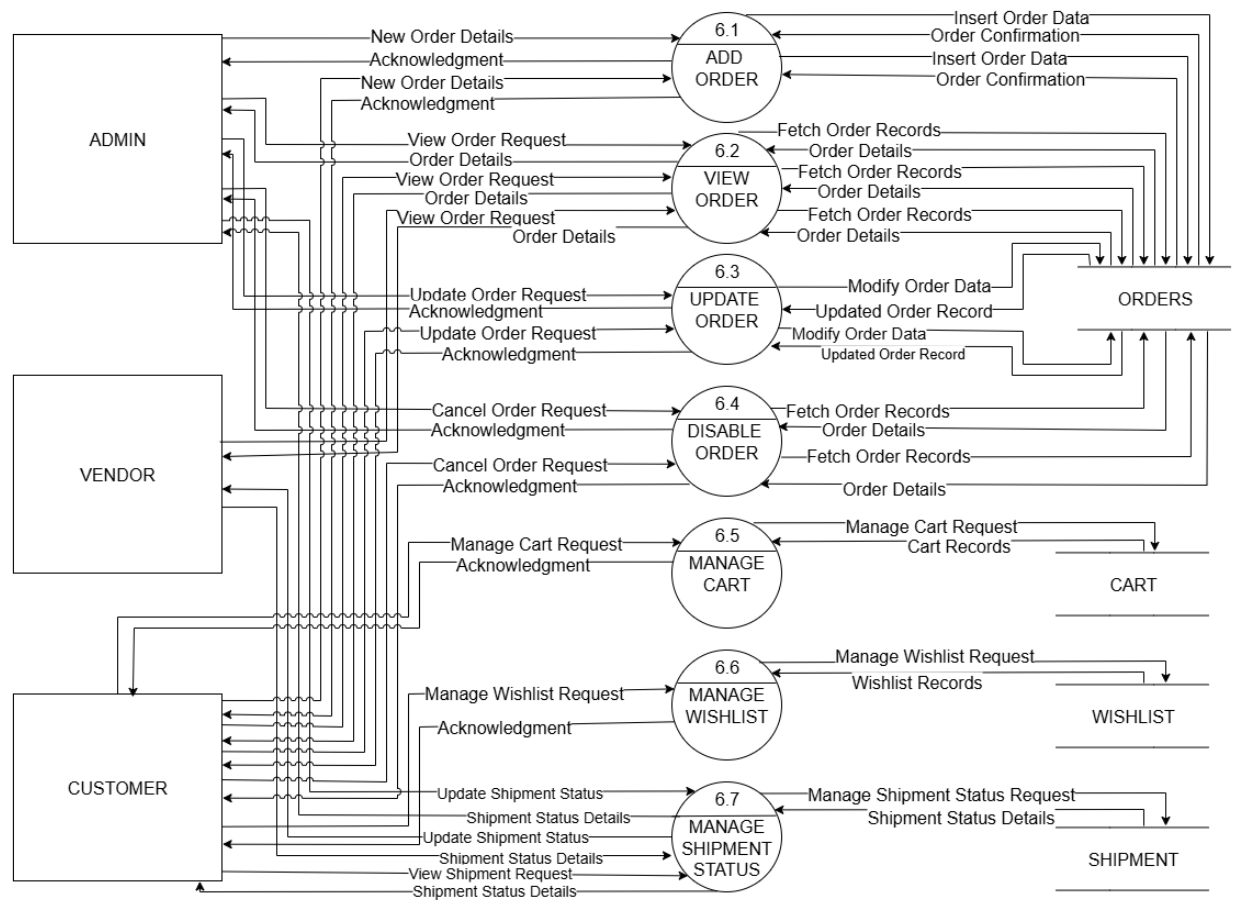 Insert Order Data
6.1
New Order Details
Order Confirmation
ADD
ORDER
Acknowledgment
Insert Order Data
New Order Details
Order Confirmation
Acknowledgment
ADMIN
View Order Request
6.2
Fetch Order Records
Order Details
Order Details
View Order Request
VIEW
ORDER
Fetch Order Records
Order Details
Order Details
View Order Request
Fetch Order Records
Order Details
Order Details
6.3
Update Order Request
UPDATE
ORDER
Modify Order Data
ORDERS
Acknowledgment
Updated Order Record
Update Order Request
Modify Order Data
Acknowledgment
Updated Order Record
6.4
Cancel Order Request
Fetch Order Records
Acknowledgment
DISABLE
ORDER
Order Details
VENDOR
Cancel Order Request
Fetch Order Records
Acknowledgment
Order Details
6.5
Manage Cart Request
Manage Cart Request
Cart Records
Acknowledgment
MANAGE
CART
CART
6.6
Manage Wishlist Request
Manage Wishlist Request
MANAGE
WISHLIST
Wishlist Records
Acknowledgment
WISHLIST
CUSTOMER
Update Shipment Status
6.7
Manage Shipment Status Request
Shipment Status Details
Shipment Status Details
Update Shipment Status
MANAGE
SHIPMENT
STATUS
Shipment Status Details
SHIPMENT
View Shipment Request
Shipment Status Details